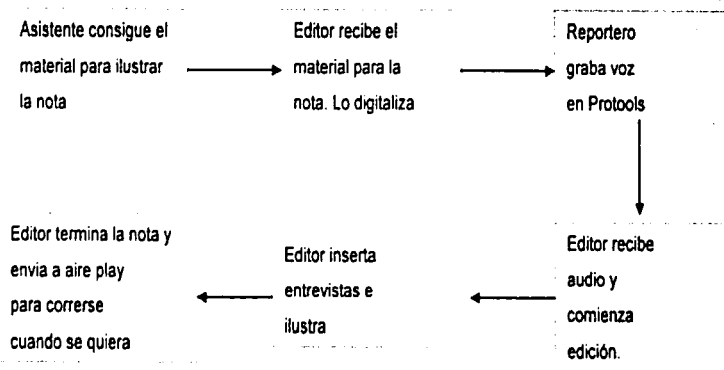 Asistente consigue el
material para ilustrar
la nota
Editor recibe el
material para la
nota. Lo digitaliza
Reportero
graba voz
en Protools
Editor recibe
audio y
comienza
edición.
Editor inserta
entrevistas e
ilustra
Editor termina la nota y
envia a aire play
para correrse
cuando se quiera